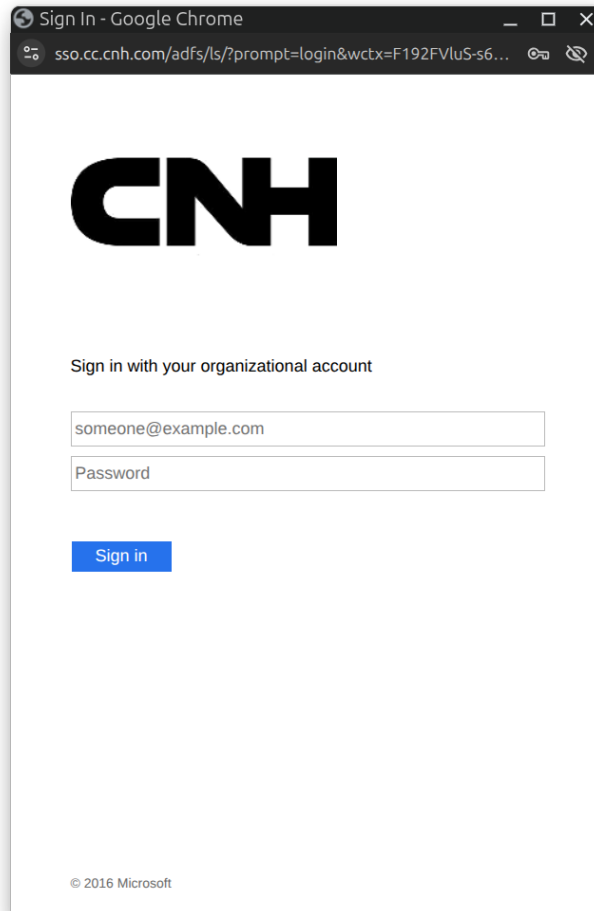 Sign In - Google Chrome
sso.cc.cnh.com/adfs/ls/?prompt=login&wctx=F192FVluS-s6...
CNH
Sign in with your organizational account
someone@example.com
Password
Sign in
© 2016 Microsoft